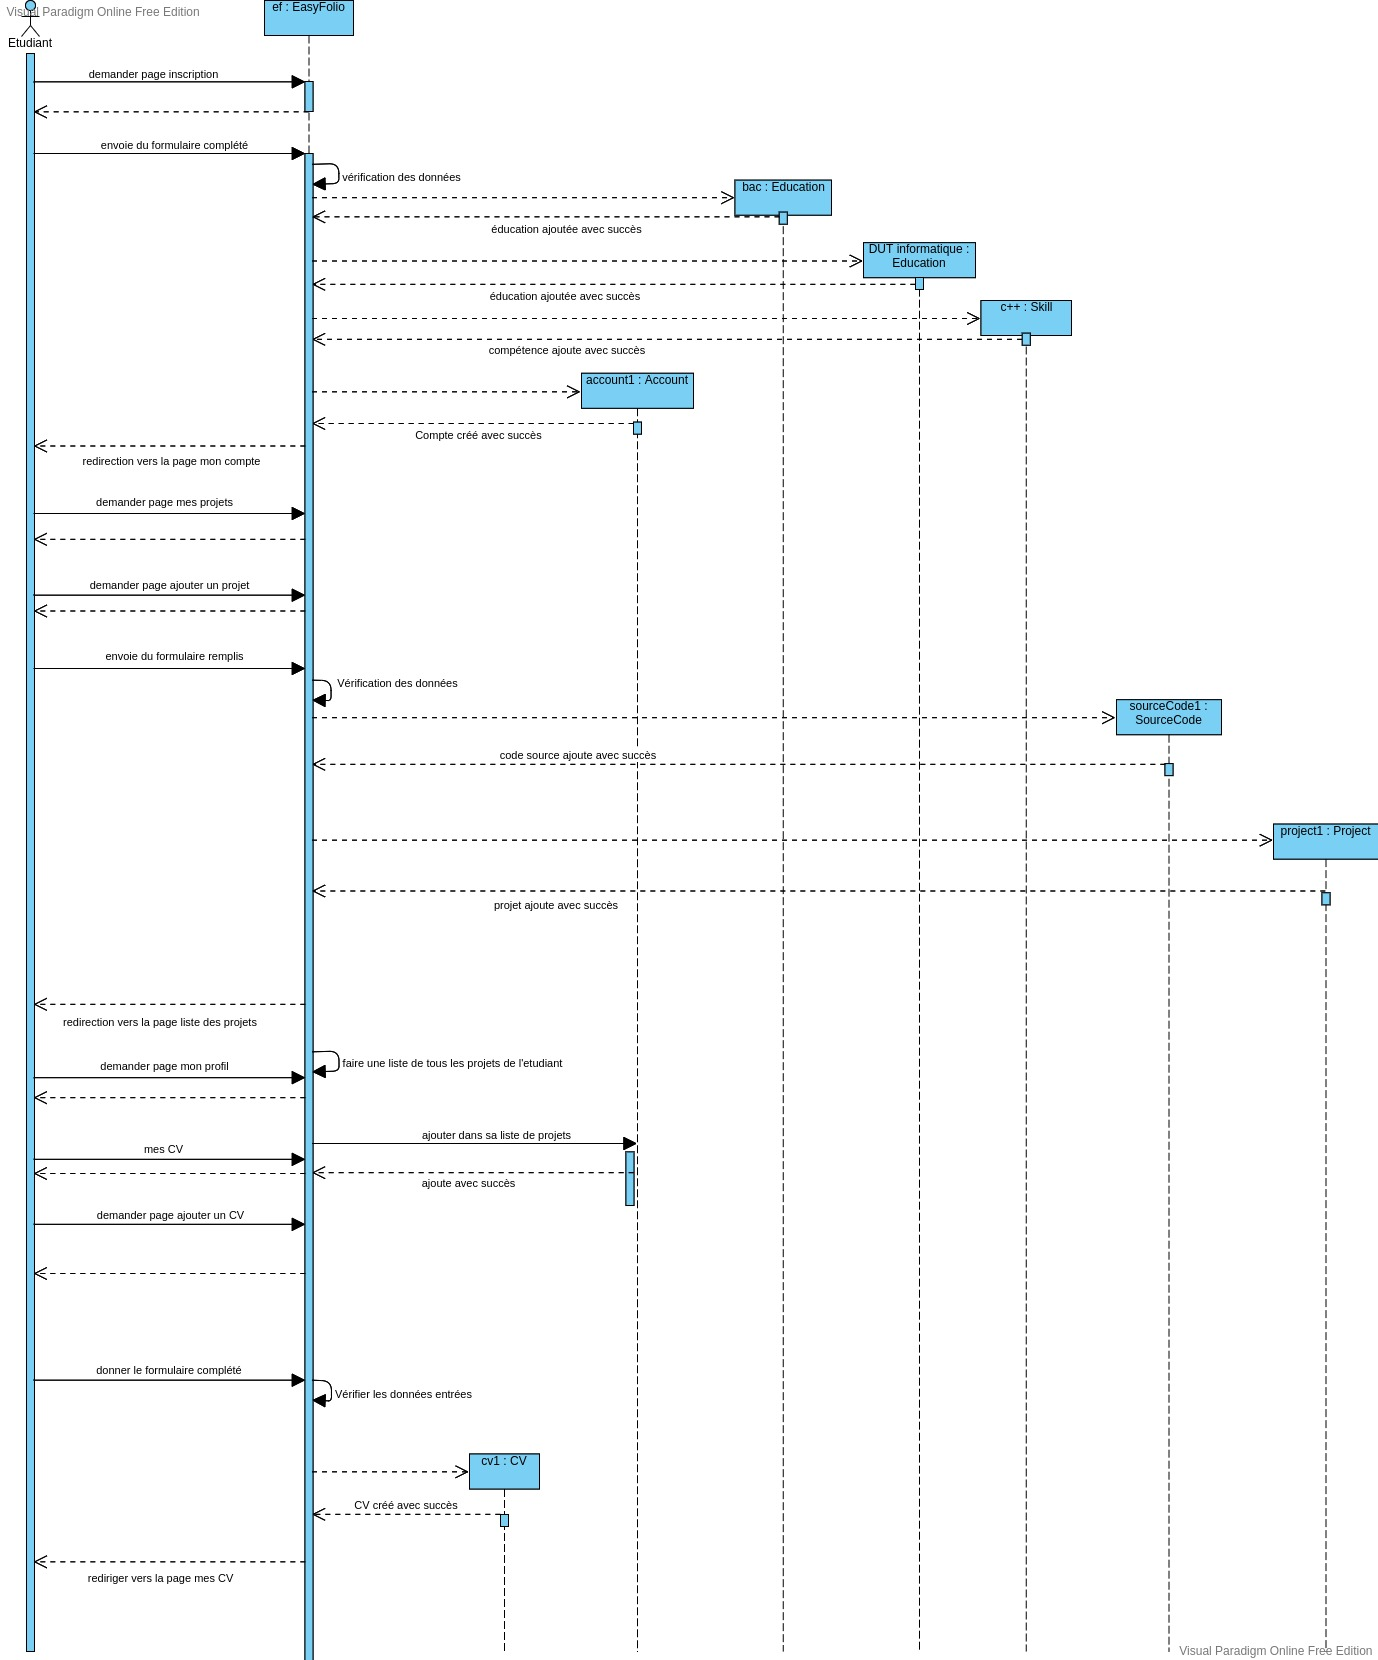 Visual Paradigm Online Free Edition
ef : EasyFolio
Etudiant
demander page inscription
envoie du formulaire complété
vérification des données
bac : Education
éducation ajoutée avec succès
DUT informatique :
Education
éducation ajoutée avec succès
c++ : Skill
compétence ajoute avec succès
account1 : Account
Compte créé avec succès
redirection vers la page mon compte
demander page mes projets
demander page ajouter un projet
envoie du formulaire remplis
Vérification des données
sourceCode1 :
SourceCode
code source ajoute avec succès
project1 : Project
projet ajoute avec succès
redirection vers la page liste des projets
faire une liste de tous les projets de l'etudiant
demander page mon profil
ajouter dans sa liste de projets
mes CV
ajoute avec succès
demander page ajouter un CV
donner le formulaire complété
Vérifier les données entrées
cv1 : CV
CV créé avec succès
rediriger vers la page mes CV
Visual Paradigm Online Free Edition